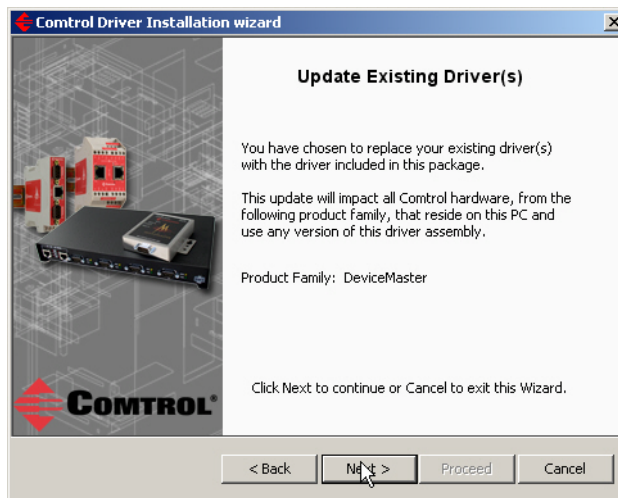 Comtrol Driver Installation wizard
Update Existing Driver(s)
You have chosen to replace your existing driver(s)
with the driver included in this package.
This update will impact all Comtrol hardware, from the
following product family, that reside on this PC and
use any version of this driver assembly.
Product Family: DeviceMaster
Click Next to continue or Cancel to exit this Wizard.
COMTROL®
< Back
Next >
Proceed
Cancel